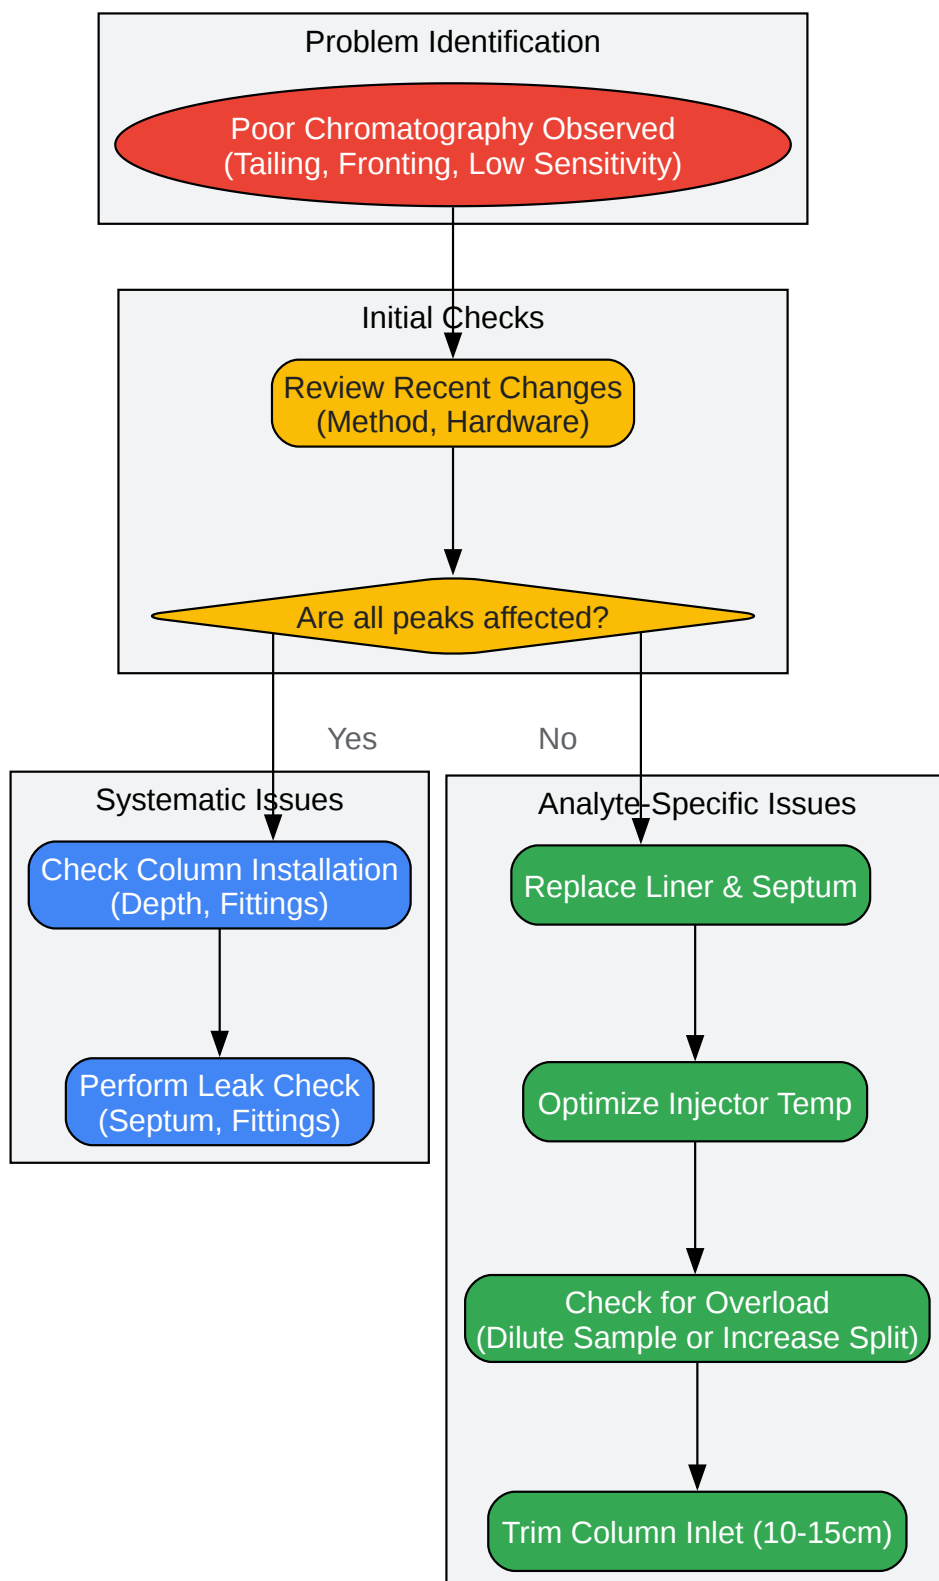 Problem Identification
Poor Chromatography Observed
(Tailing, Fronting, Low Sensitivity)
Initial Checks
Review Recent Changes
(Method, Hardware)
Are all peaks affected?
Yes
No
Systematic Issues
Check Column Installation
(Depth, Fittings)
Perform Leak Check
(Septum, Fittings)
Analyte-Specific Issues
Replace Liner & Septum
Optimize Injector Temp
Check for Overload
(Dilute Sample or Increase Split)
Trim Column Inlet (10-15cm)